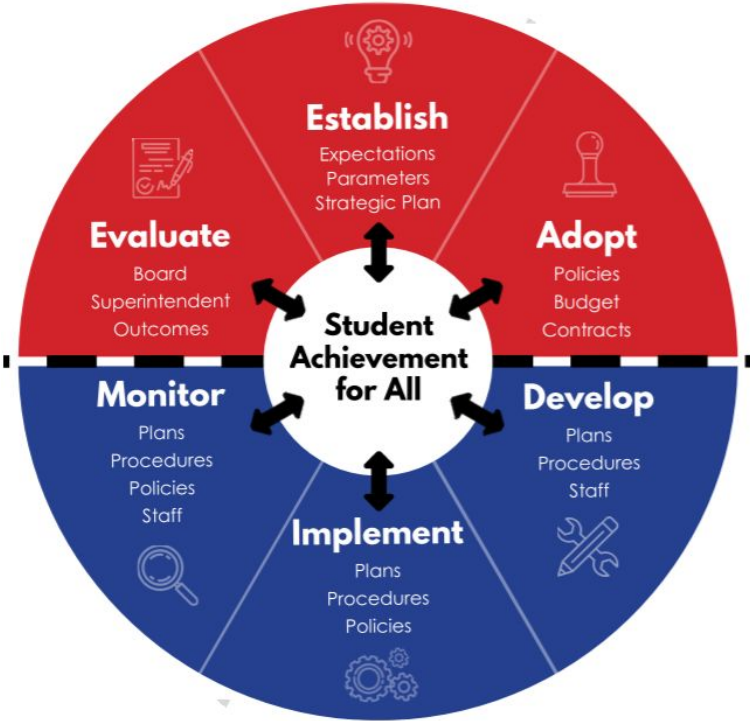 Establish
Expectations
Parameters
Strategic Plan
Adopt
Policies
Budget
Contracts
Develop
Plans
Procedures
Staff
Implement
Plans
Procedures
Policies
Monitor
Plans
Procedures
Policies
Staff
Evaluate
Board
Superintendent
Outcomes
Student
Achievement
for All